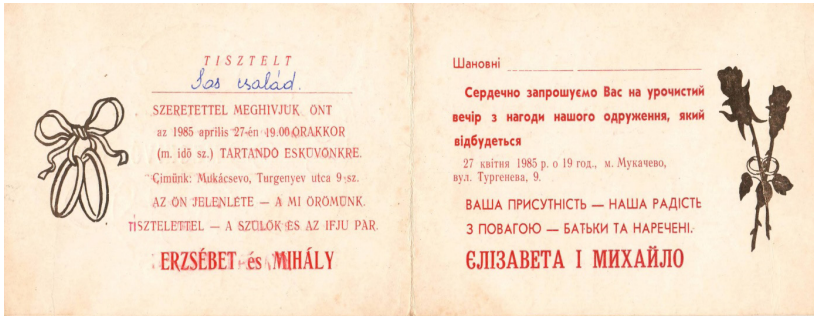 TISZTELT
Sas család.
SZERETETTEL MEGHIVJUK ÖNT
az 1985 április 27-én 19.00 ÓRAKKOR
(m. idő sz.) TARTANDÓ ESKÜVŐNKRE.
Cimünk: Mukácsevo, Turgenyev utca 9 sz.
AZ ÖN JELENLÉTE — A MI ÖRÖMÜNK.
TISZTELETTEL — A SZÜLŐK ÉS AZ IFJU PÁR.
ERZSÉBET és MIHÁLY
Шановні
Сердечно запрошуємо Вас на урочистий
вечір з нагоди нашого одруження, який
відбудеться
27 квітня 1985 р. о 19 год., м. Мукачево,
вул. Тургенева, 9.
ВАША ПРИСУТНІСТЬ — НАША РАДІСТЬ
З ПОВАГОЮ — БАТЬКИ ТА НАРЕЧЕНІ.
ЄЛІЗАВЕТА І МИХАЙЛО